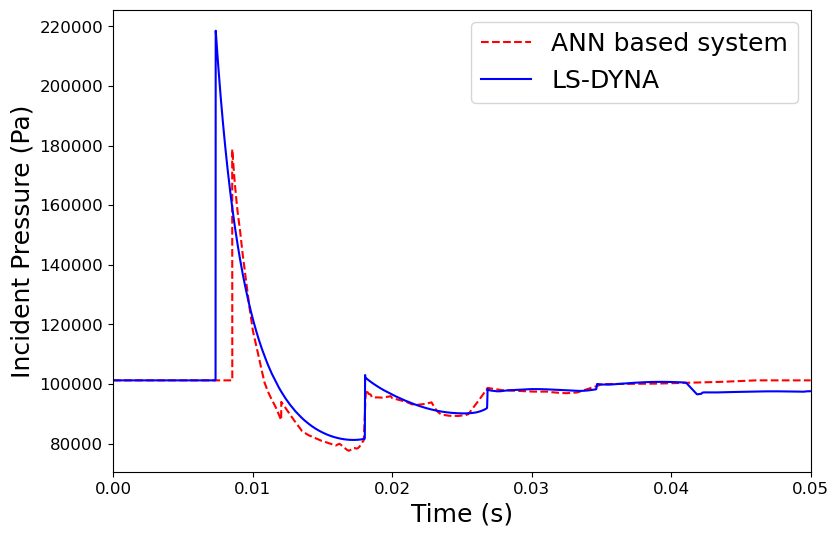 220000
200000
180000
160000
140000
120000
100000
80000
Incident Pressure (Pa)
ANN based system
LS-DYNA
0.00 0.01 0.02 0.03 0.04 0.05
Time (s)